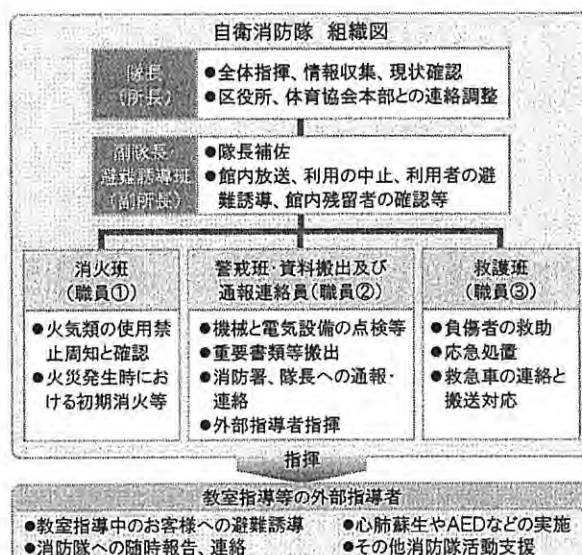 自衛消防隊 組織図
隊長
(所長)
●全体指揮、情報収集、現状確認
●区役所、体育協会本部との連絡調整
副隊長・
避難誘導班
(副所長)
●隊長補佐
●館内放送、利用の中止、利用者の避
難誘導、館内残留者の確認等
消火班
(職員①)
●火気類の使用禁
止周知と確認
●火災発生時にお
ける初期消火等
警戒班・資料搬出及び
通報連絡員(職員②)
●機械と電気設備の点検等
●重要書類等搬出
●消防署、隊長への通報・
連絡
●外部指導者指揮
救護班
(職員③)
●負傷者の救助
●応急処置
●救急車の連絡と
搬送対応
指揮
教室指導等の外部指導者
●教室指導中のお客様への避難誘導
●消防隊への随時報告、連絡
●心肺蘇生やAEDなどの実施
●その他消防隊活動支援